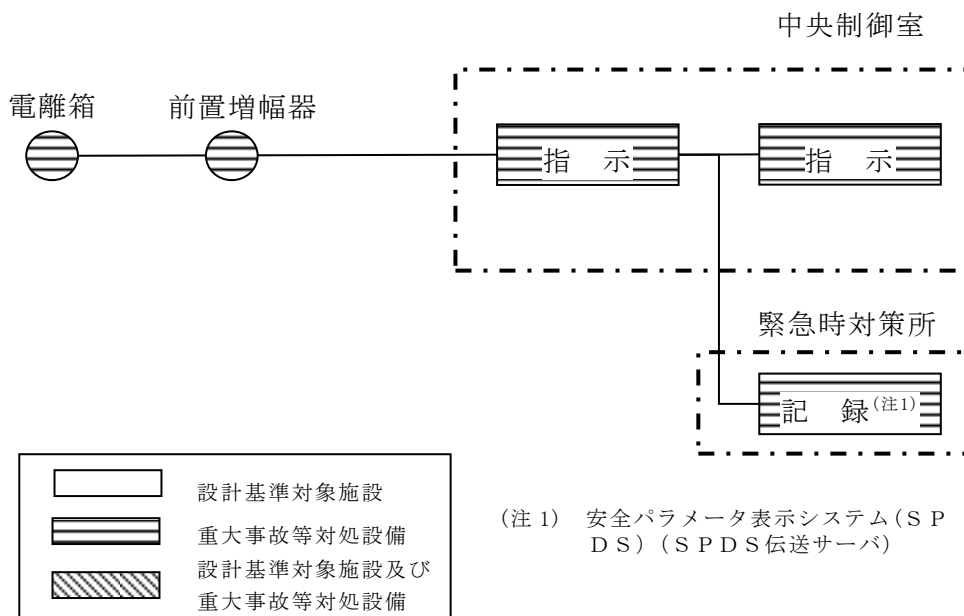 中央制御室
電離箱
前置増幅器
指 示
指 示
緊急時対策所
記 録(注1)
設計基準対象施設
重大事故等対処設備
設計基準対象施設及び
重大事故等対処設備
(注1) 安全パラメータ表示システム(SP
DS)(SPDS伝送サーバ)